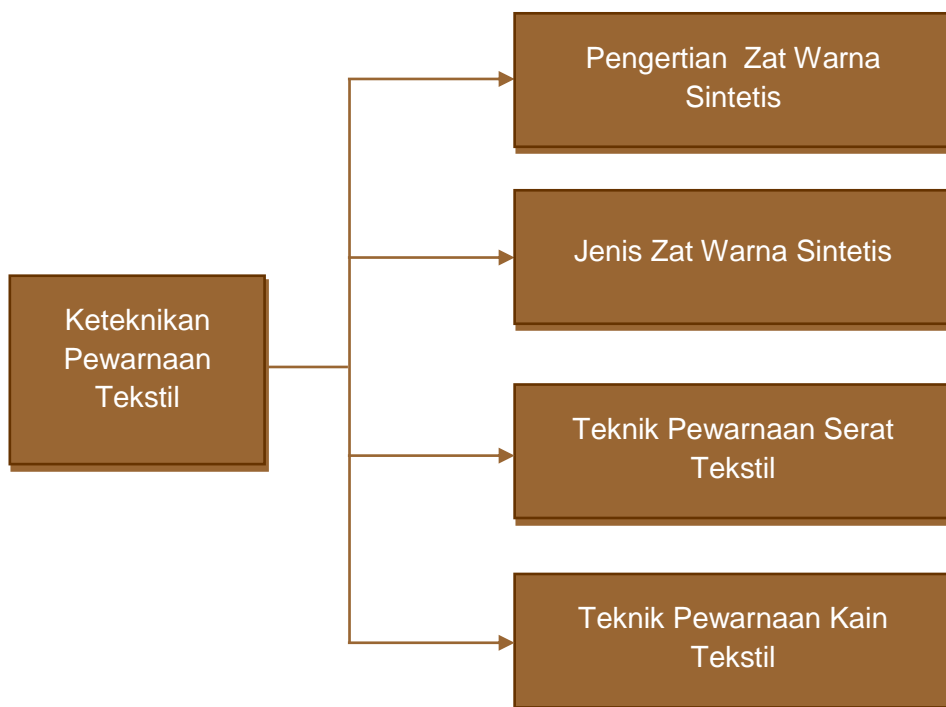 Pengertian  Zat Warna
Sintetis
Jenis Zat Warna Sintetis
Keteknikan
Pewarnaan
Tekstil
Teknik Pewarnaan Serat
Tekstil
Teknik Pewarnaan Kain
Tekstil